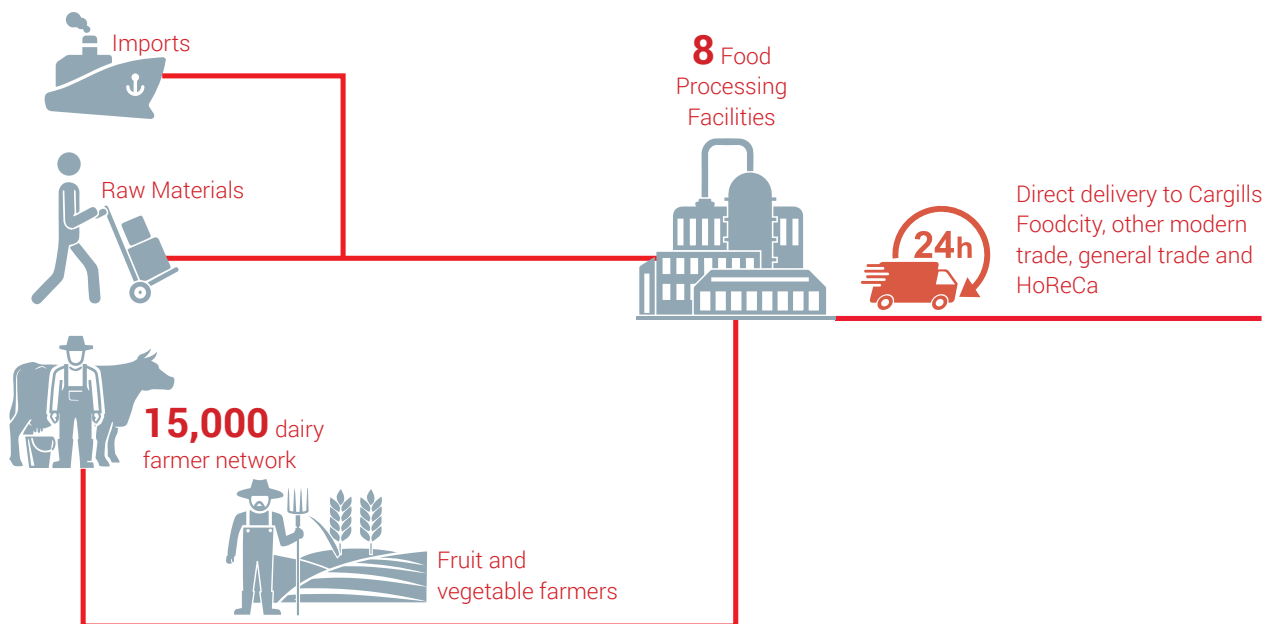 Imports
8 Food
Processing
Facilities
Raw Materials
24h
Direct delivery to Cargills
Foodcity, other modern
trade, general trade and
HoReCa
15,000 dairy
farmer network
Fruit and
vegetable farmers